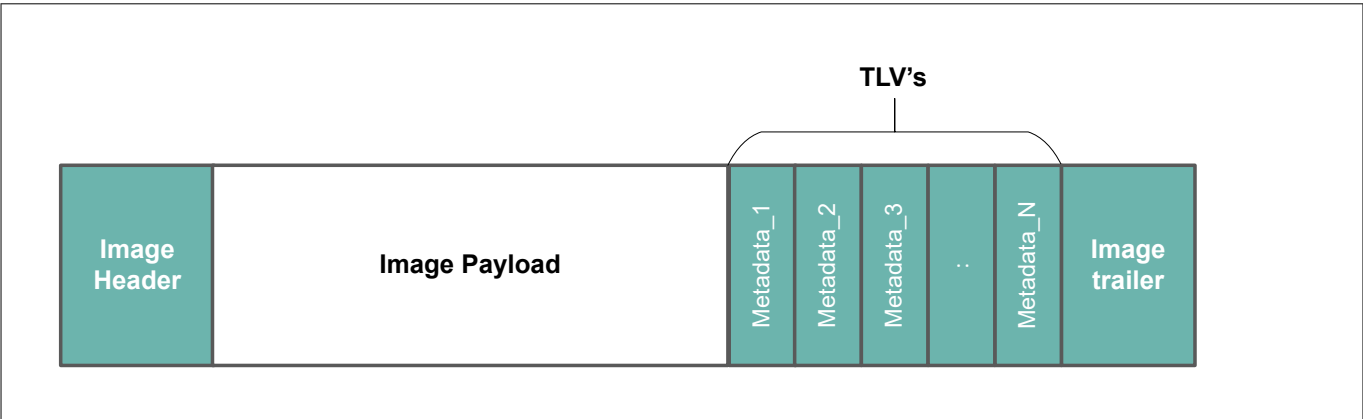 TLV's
Image
Header
Image Payload
Metadata_1
Metadata_2
Metadata_3
:
Metadata_N
Image
trailer